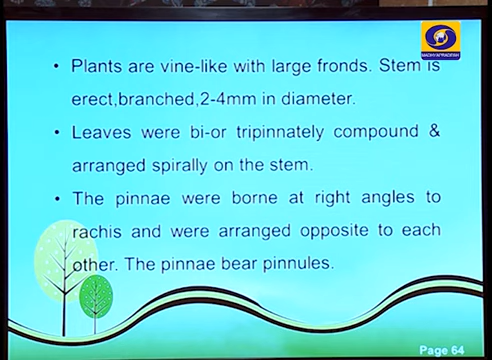 MADHYAPRADESH
• Plants are vine-like with large fronds. Stem is
erect,branched,2-4mm in diameter.
• Leaves were bi-or tripinnately compound &
arranged spirally on the stem.
• The pinnae were borne at right angles to
rachis and were arranged opposite to each
other. The pinnae bear pinnules.
Page 64